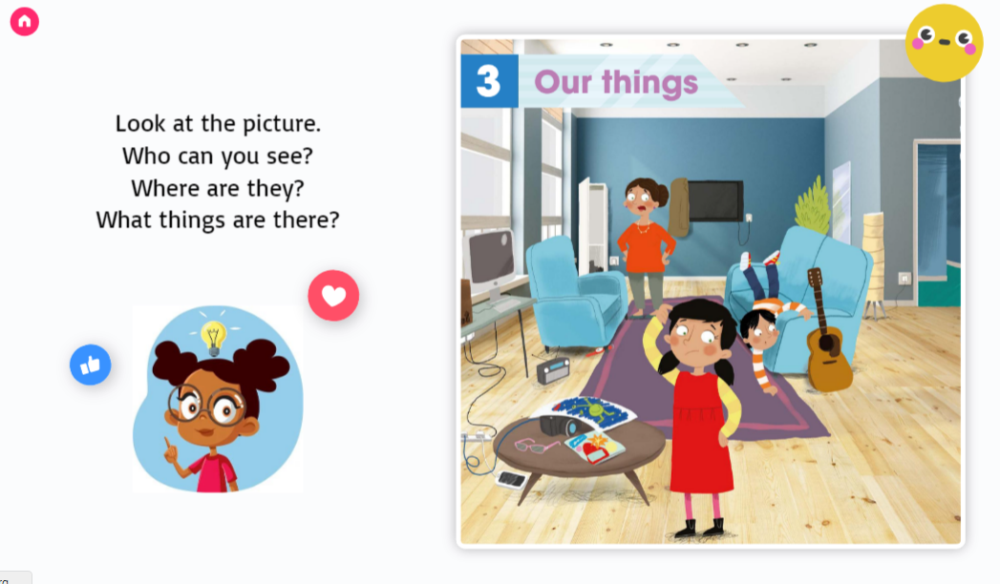 Look at the picture.
Who can you see?
Where are they?
What things are there?
3 Our things